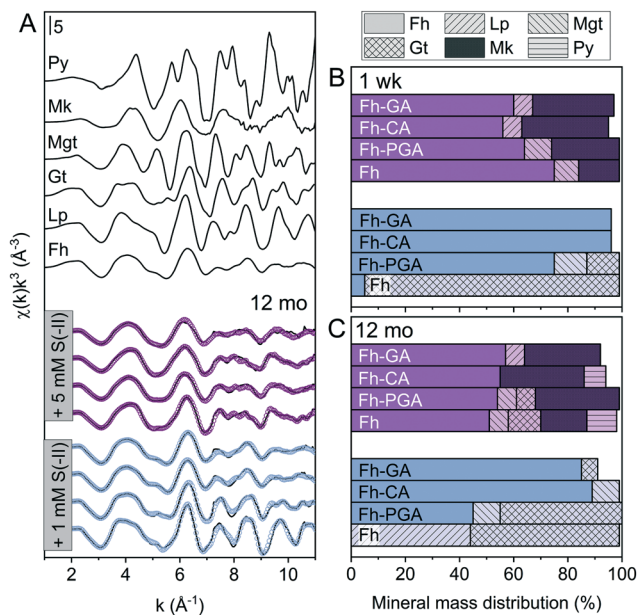 A
5
Py
Mk
Mgt
Gt
Lp
Fh
12 mo
+ 5 mM S(-II)
+ 1 mM S(-II)
χ(k)k³ (Å⁻³)
2 4 6 8 10
k (Å⁻¹)
Fh Lp Mgt
Gt Mk Py
B
1 wk
Fh-GA
Fh-CA
Fh-PGA
Fh
Fh-GA
Fh-CA
Fh-PGA
Fh
C
12 mo
Fh-GA
Fh-CA
Fh-PGA
Fh
Fh-GA
Fh-CA
Fh-PGA
Fh
0 20 40 60 80 100
Mineral mass distribution (%)